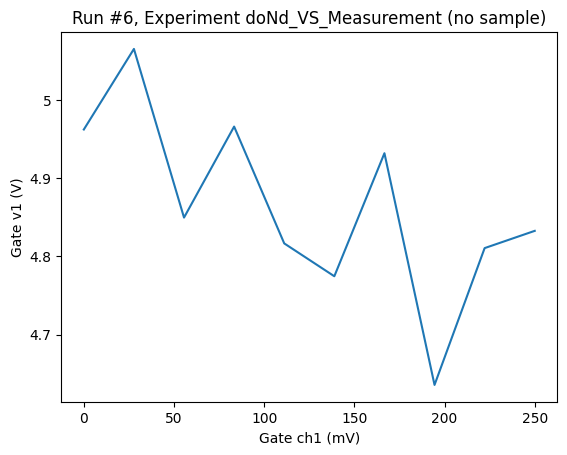 Run #6, Experiment doNd_VS_Measurement (no sample)
5
4.9
4.8
4.7
Gate v1 (V)
0 50 100 150 200 250
Gate ch1 (mV)